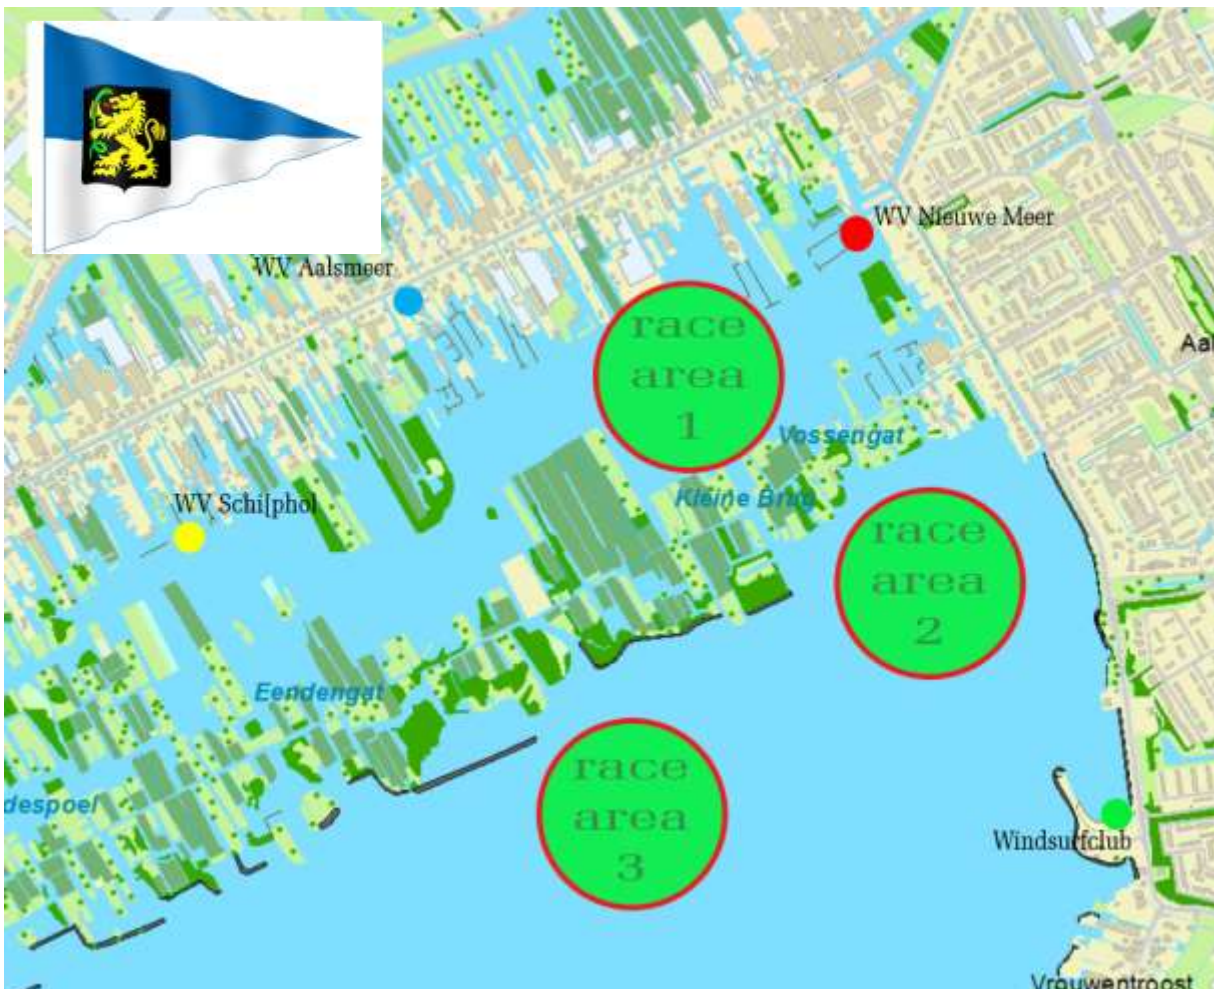 WV Nieuwe Meer
WV Aalsmeer
race
area
1
Aal
Vossengat
WV Schi[phol
Kleine Brug
race
area
2
Eendengat
race
area
3
despoel
Windsurfclub
Vrouwentroost